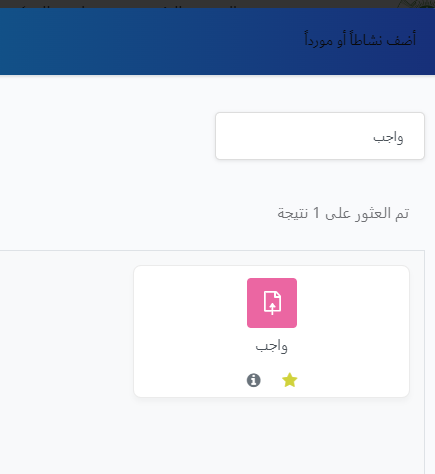 أضف نشاطاً أو مورداً
واجب
تم العثور على 1 نتيجة
واجب